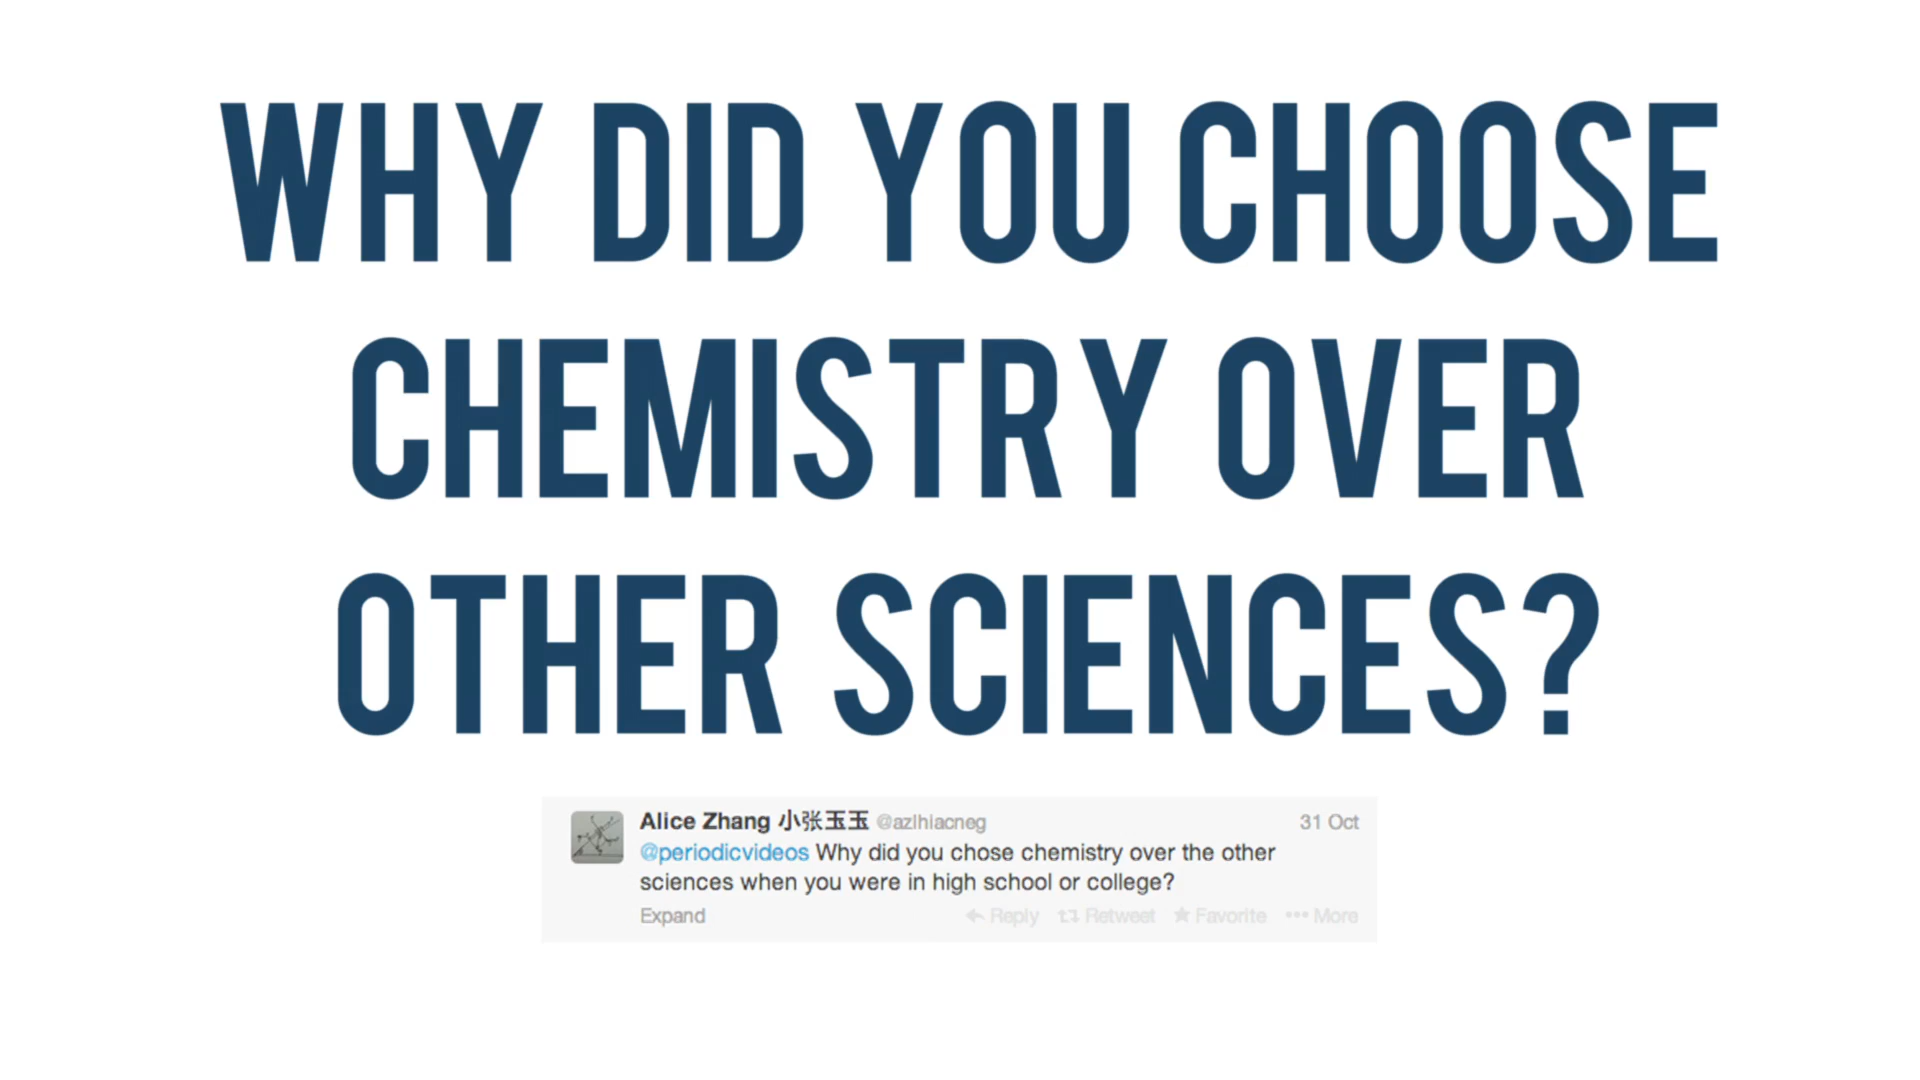 WHY DID YOU CHOOSE
CHEMISTRY OVER
OTHER SCIENCES?
Alice Zhang 小张玉玉 @azlhiacneg 31 Oct
@periodicvideos Why did you chose chemistry over the other
sciences when you were in high school or college?
Expand Reply Retweet Favorite More